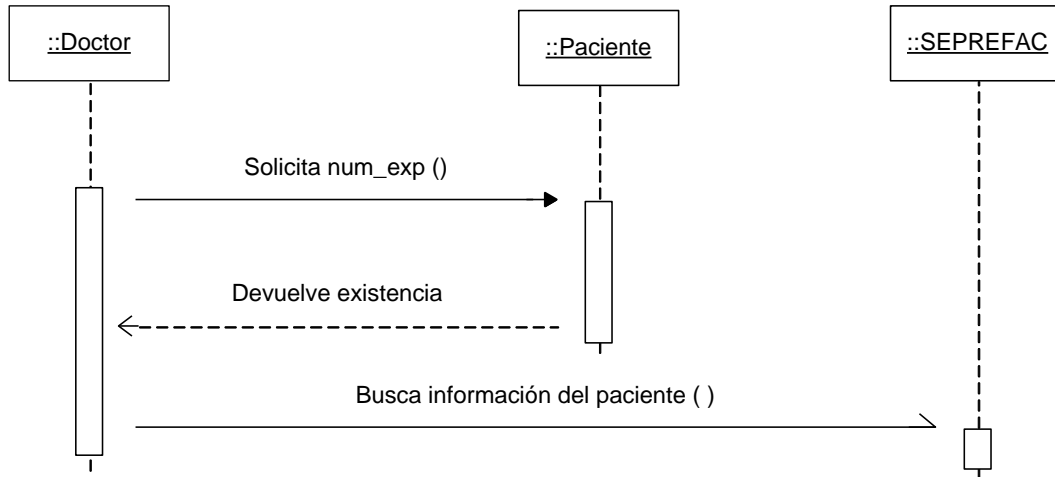 ::Doctor
::Paciente
::SEPREFAC
Solicita num_exp ()
Devuelve existencia
Busca información del paciente ( )